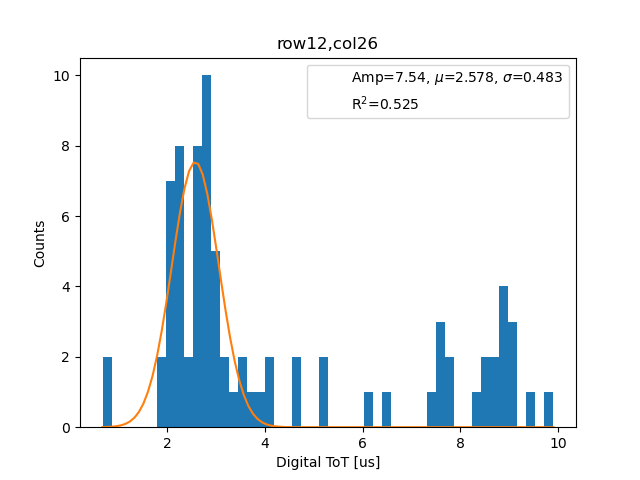 row12,col26
Amp=7.54, μ=2.578, σ=0.483
R²=0.525
10
8
6
4
2
0
Counts
2 4 6 8 10
Digital ToT [us]